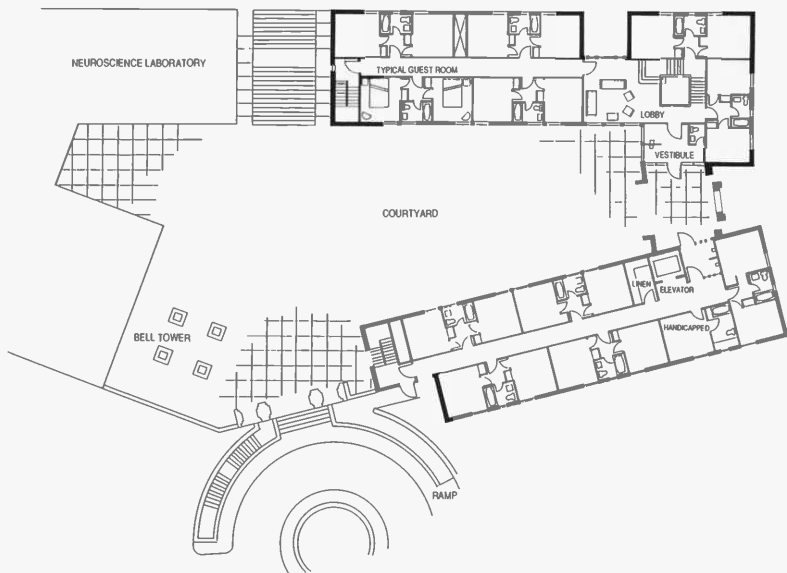 NEUROSCIENCE LABORATORY
TYPICAL GUEST ROOM
LOBBY
VESTIBULE
COURTYARD
LINEN
ELEVATOR
HANDICAPPED
BELL TOWER
RAMP